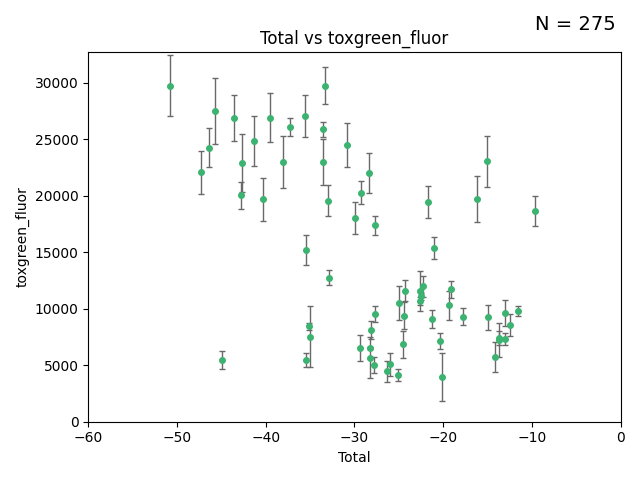 N = 275
Total vs toxgreen_fluor
30000
25000
20000
15000
10000
5000
0
toxgreen_fluor
−60 −50 −40 −30 −20 −10 0
Total